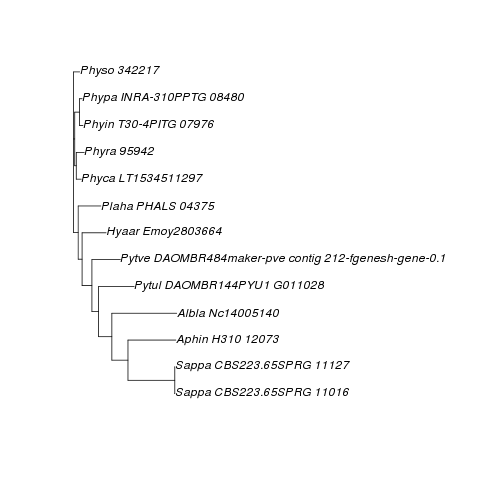 Physo 342217
Phypa INRA-310PPTG 08480
Phyin T30-4PITG 07976
Phyra 95942
Phyca LT1534511297
Plaha PHALS 04375
Hyaar Emoy2803664
Pytve DAOMBR484maker-pve contig 212-fgenesh-gene-0.1
Pytul DAOMBR144PYU1 G011028
Albla Nc14005140
Aphin H310 12073
Sappa CBS223.65SPRG 11127
Sappa CBS223.65SPRG 11016